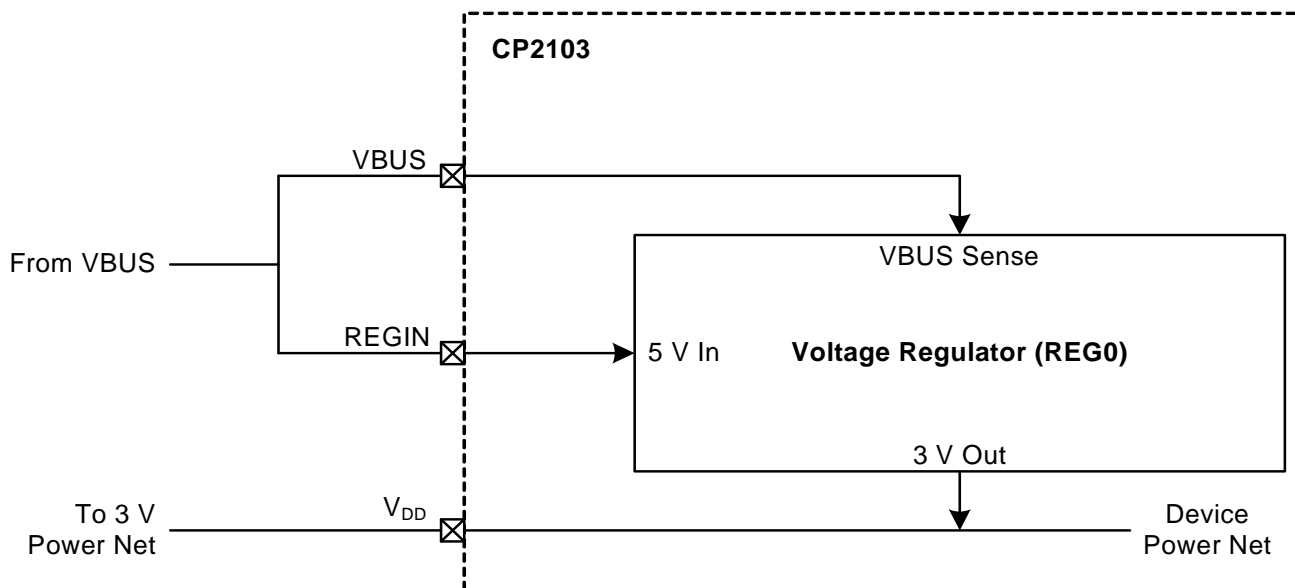 CP2103
VBUS
From VBUS
VBUS Sense
REGIN
5 V In
Voltage Regulator (REG0)
3 V Out
To 3 V
Power Net
VDD
Device
Power Net